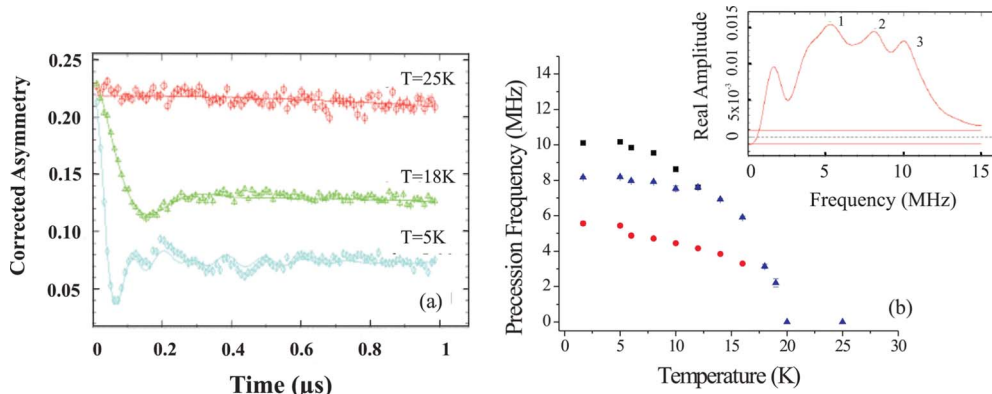 Corrected Asymmetry
0.25
0.20
0.15
0.10
0.05
T=25K
T=18K
T=5K
(a)
0 0.2 0.4 0.6 0.8 1
Time (µs)
Precession Frequency (MHz)
14
12
10
8
6
4
2
0
(b)
0 5 10 15 20 25 30
Temperature (K)
Real Amplitude
0.015
0.01
5x10⁻³
0
1 2 3
0 5 10 15
Frequency (MHz)